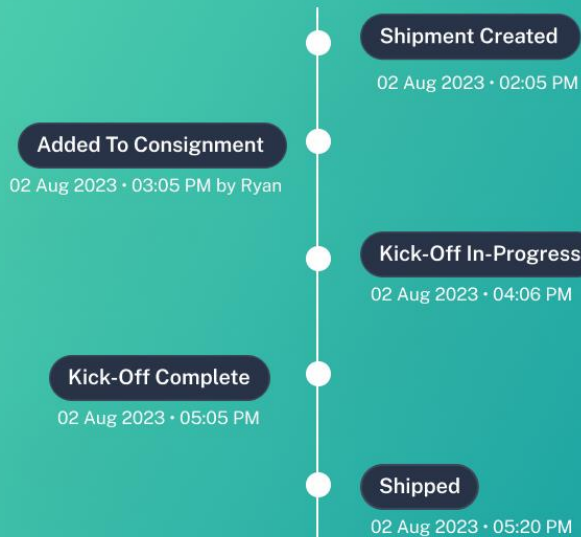 Shipment Created
02 Aug 2023 • 02:05 PM
Added To Consignment
02 Aug 2023 • 03:05 PM by Ryan
Kick-Off In-Progress
02 Aug 2023 • 04:06 PM
Kick-Off Complete
02 Aug 2023 • 05:05 PM
Shipped
02 Aug 2023 • 05:20 PM